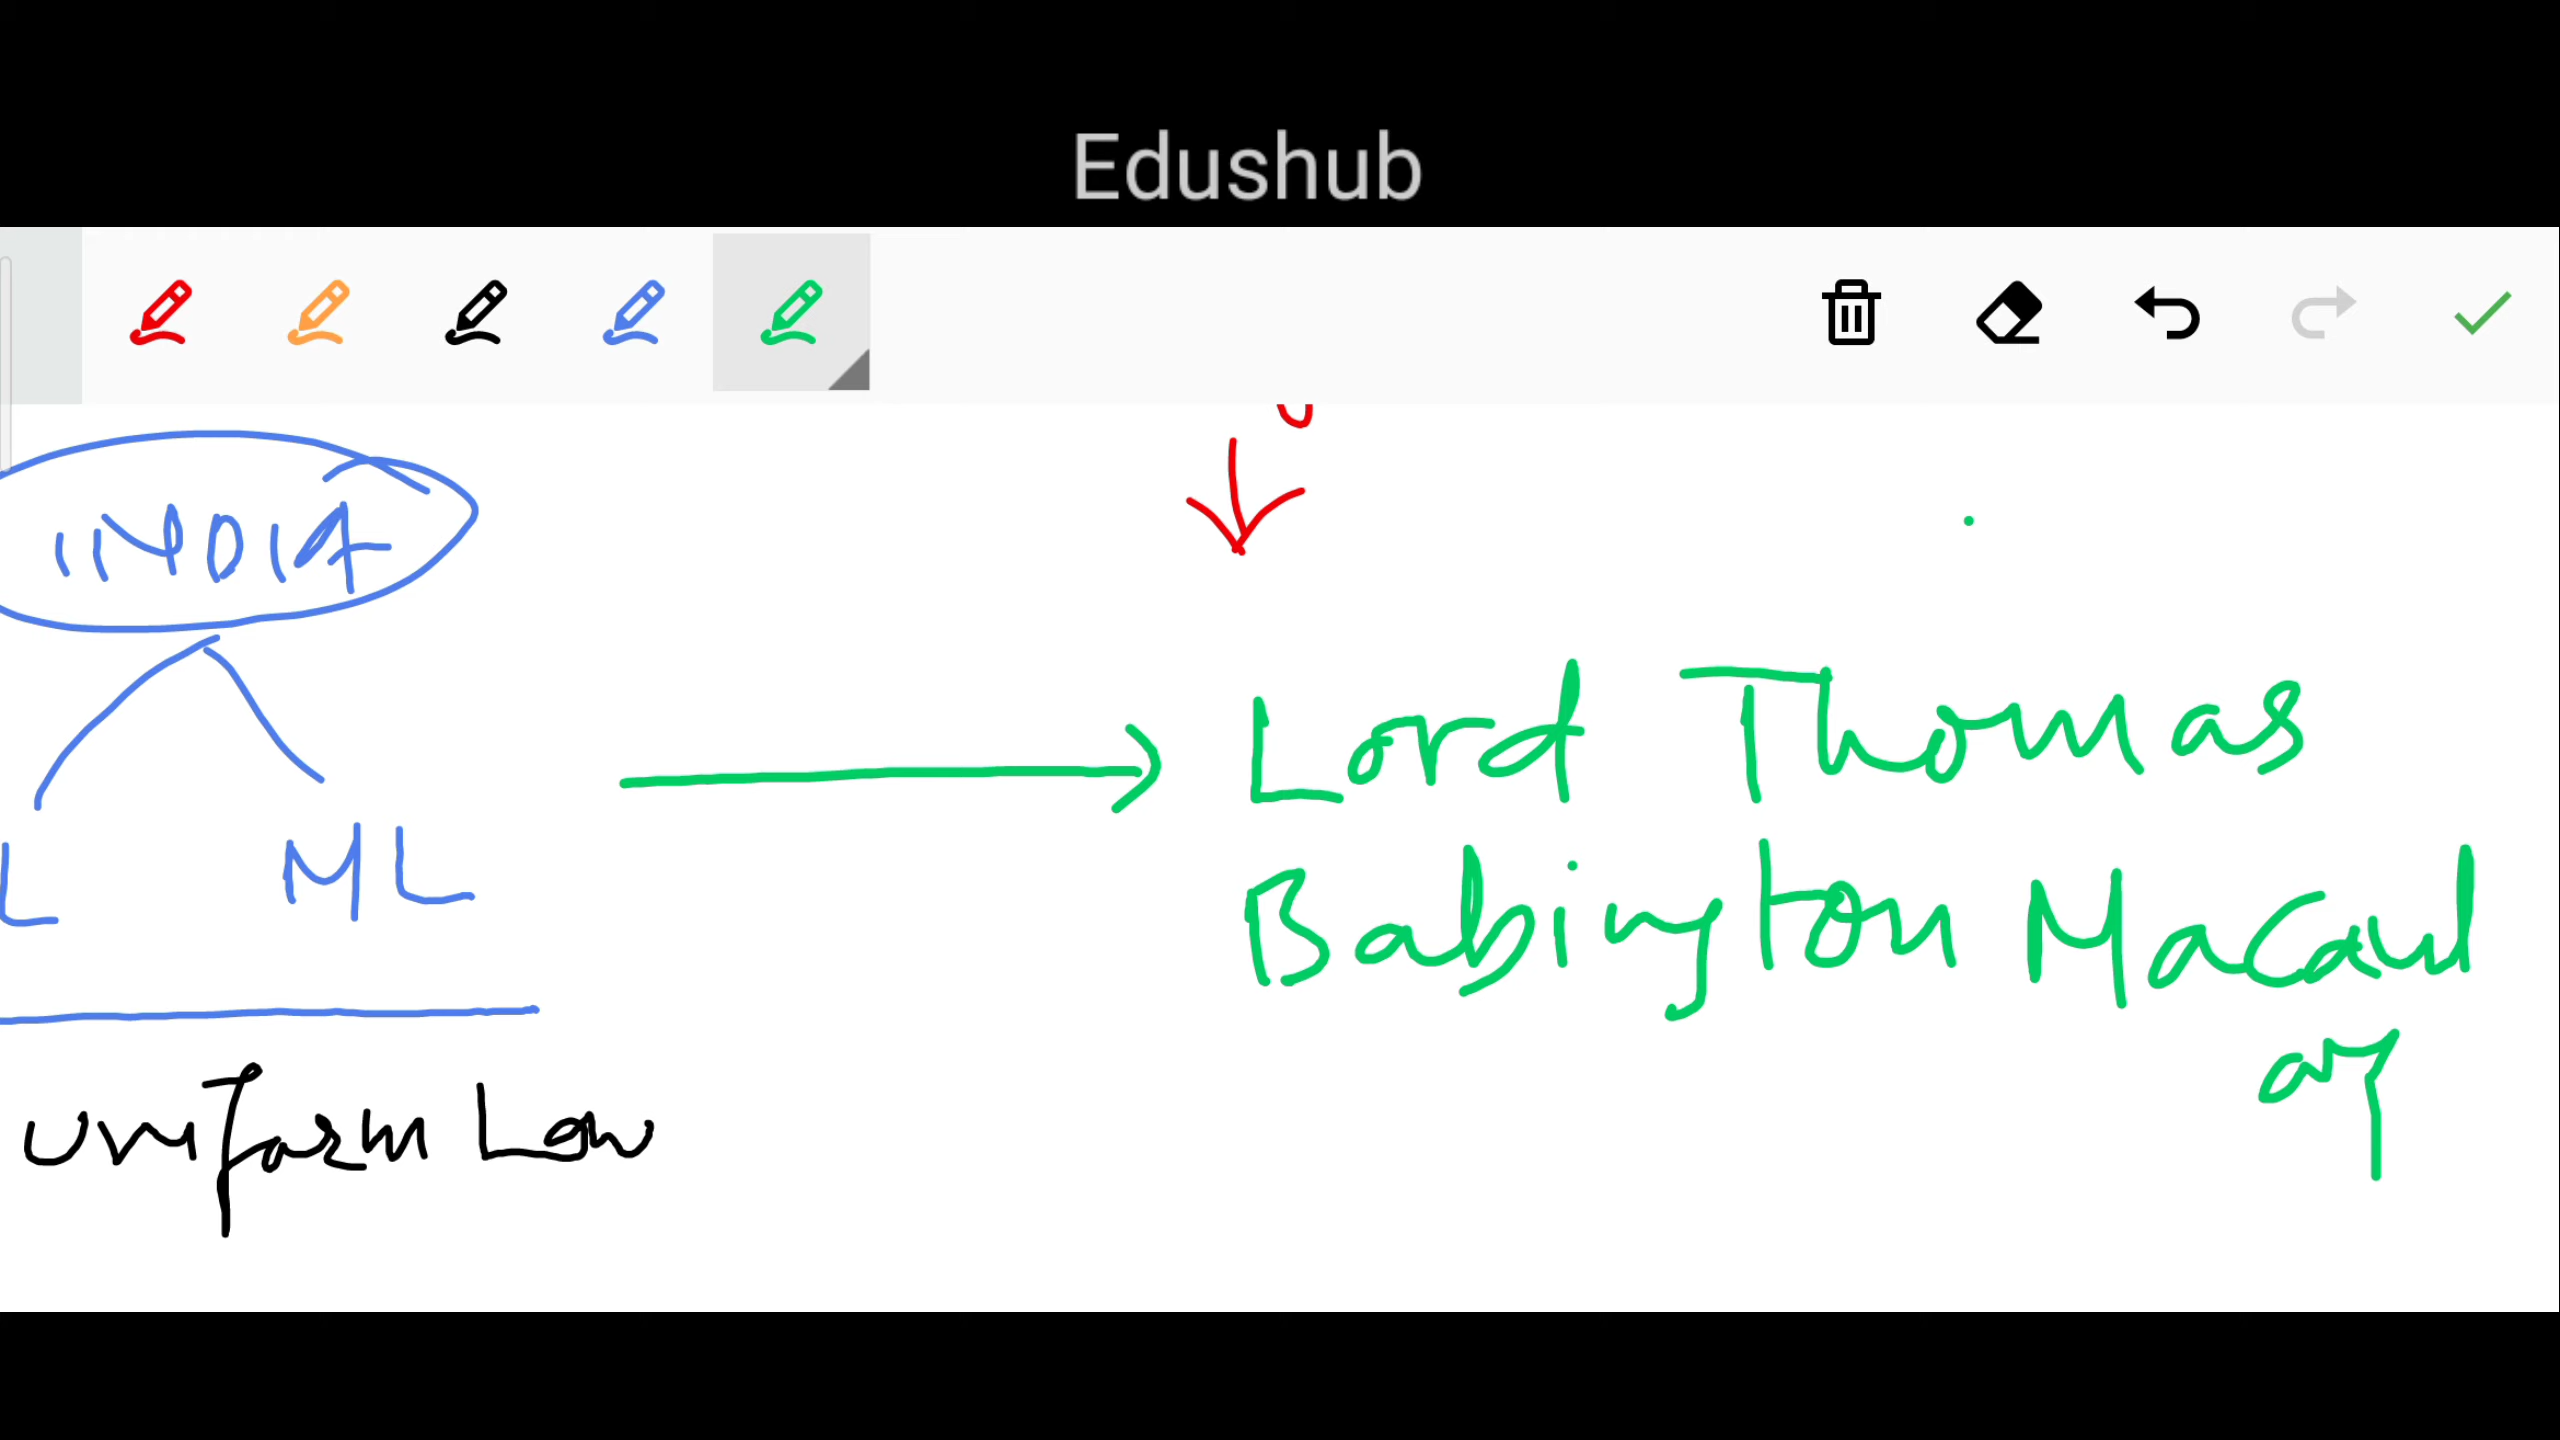 Edushub
INDIA
Lord Thomas
L ML
Babington Macaul
ay
uniform Law